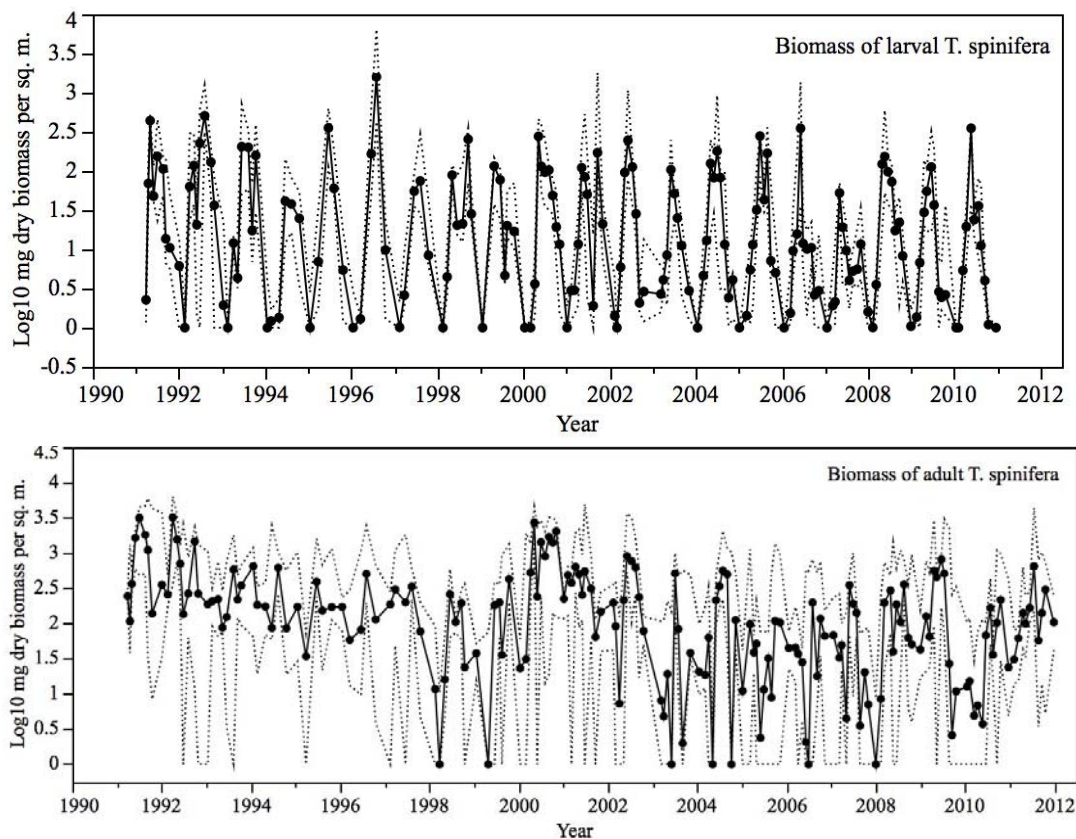 4
3.5
3
2.5
2
1.5
1
0.5
0
-0.5
Log10 mg dry biomass per sq. m.
Biomass of larval T. spinifera
1990 1992 1994 1996 1998 2000 2002 2004 2006 2008 2010 2012
Year
4.5
4
3.5
3
2.5
2
1.5
1
0.5
0
Log10 mg dry biomass per sq. m.
Biomass of adult T. spinifera
1990 1992 1994 1996 1998 2000 2002 2004 2006 2008 2010 2012
Year